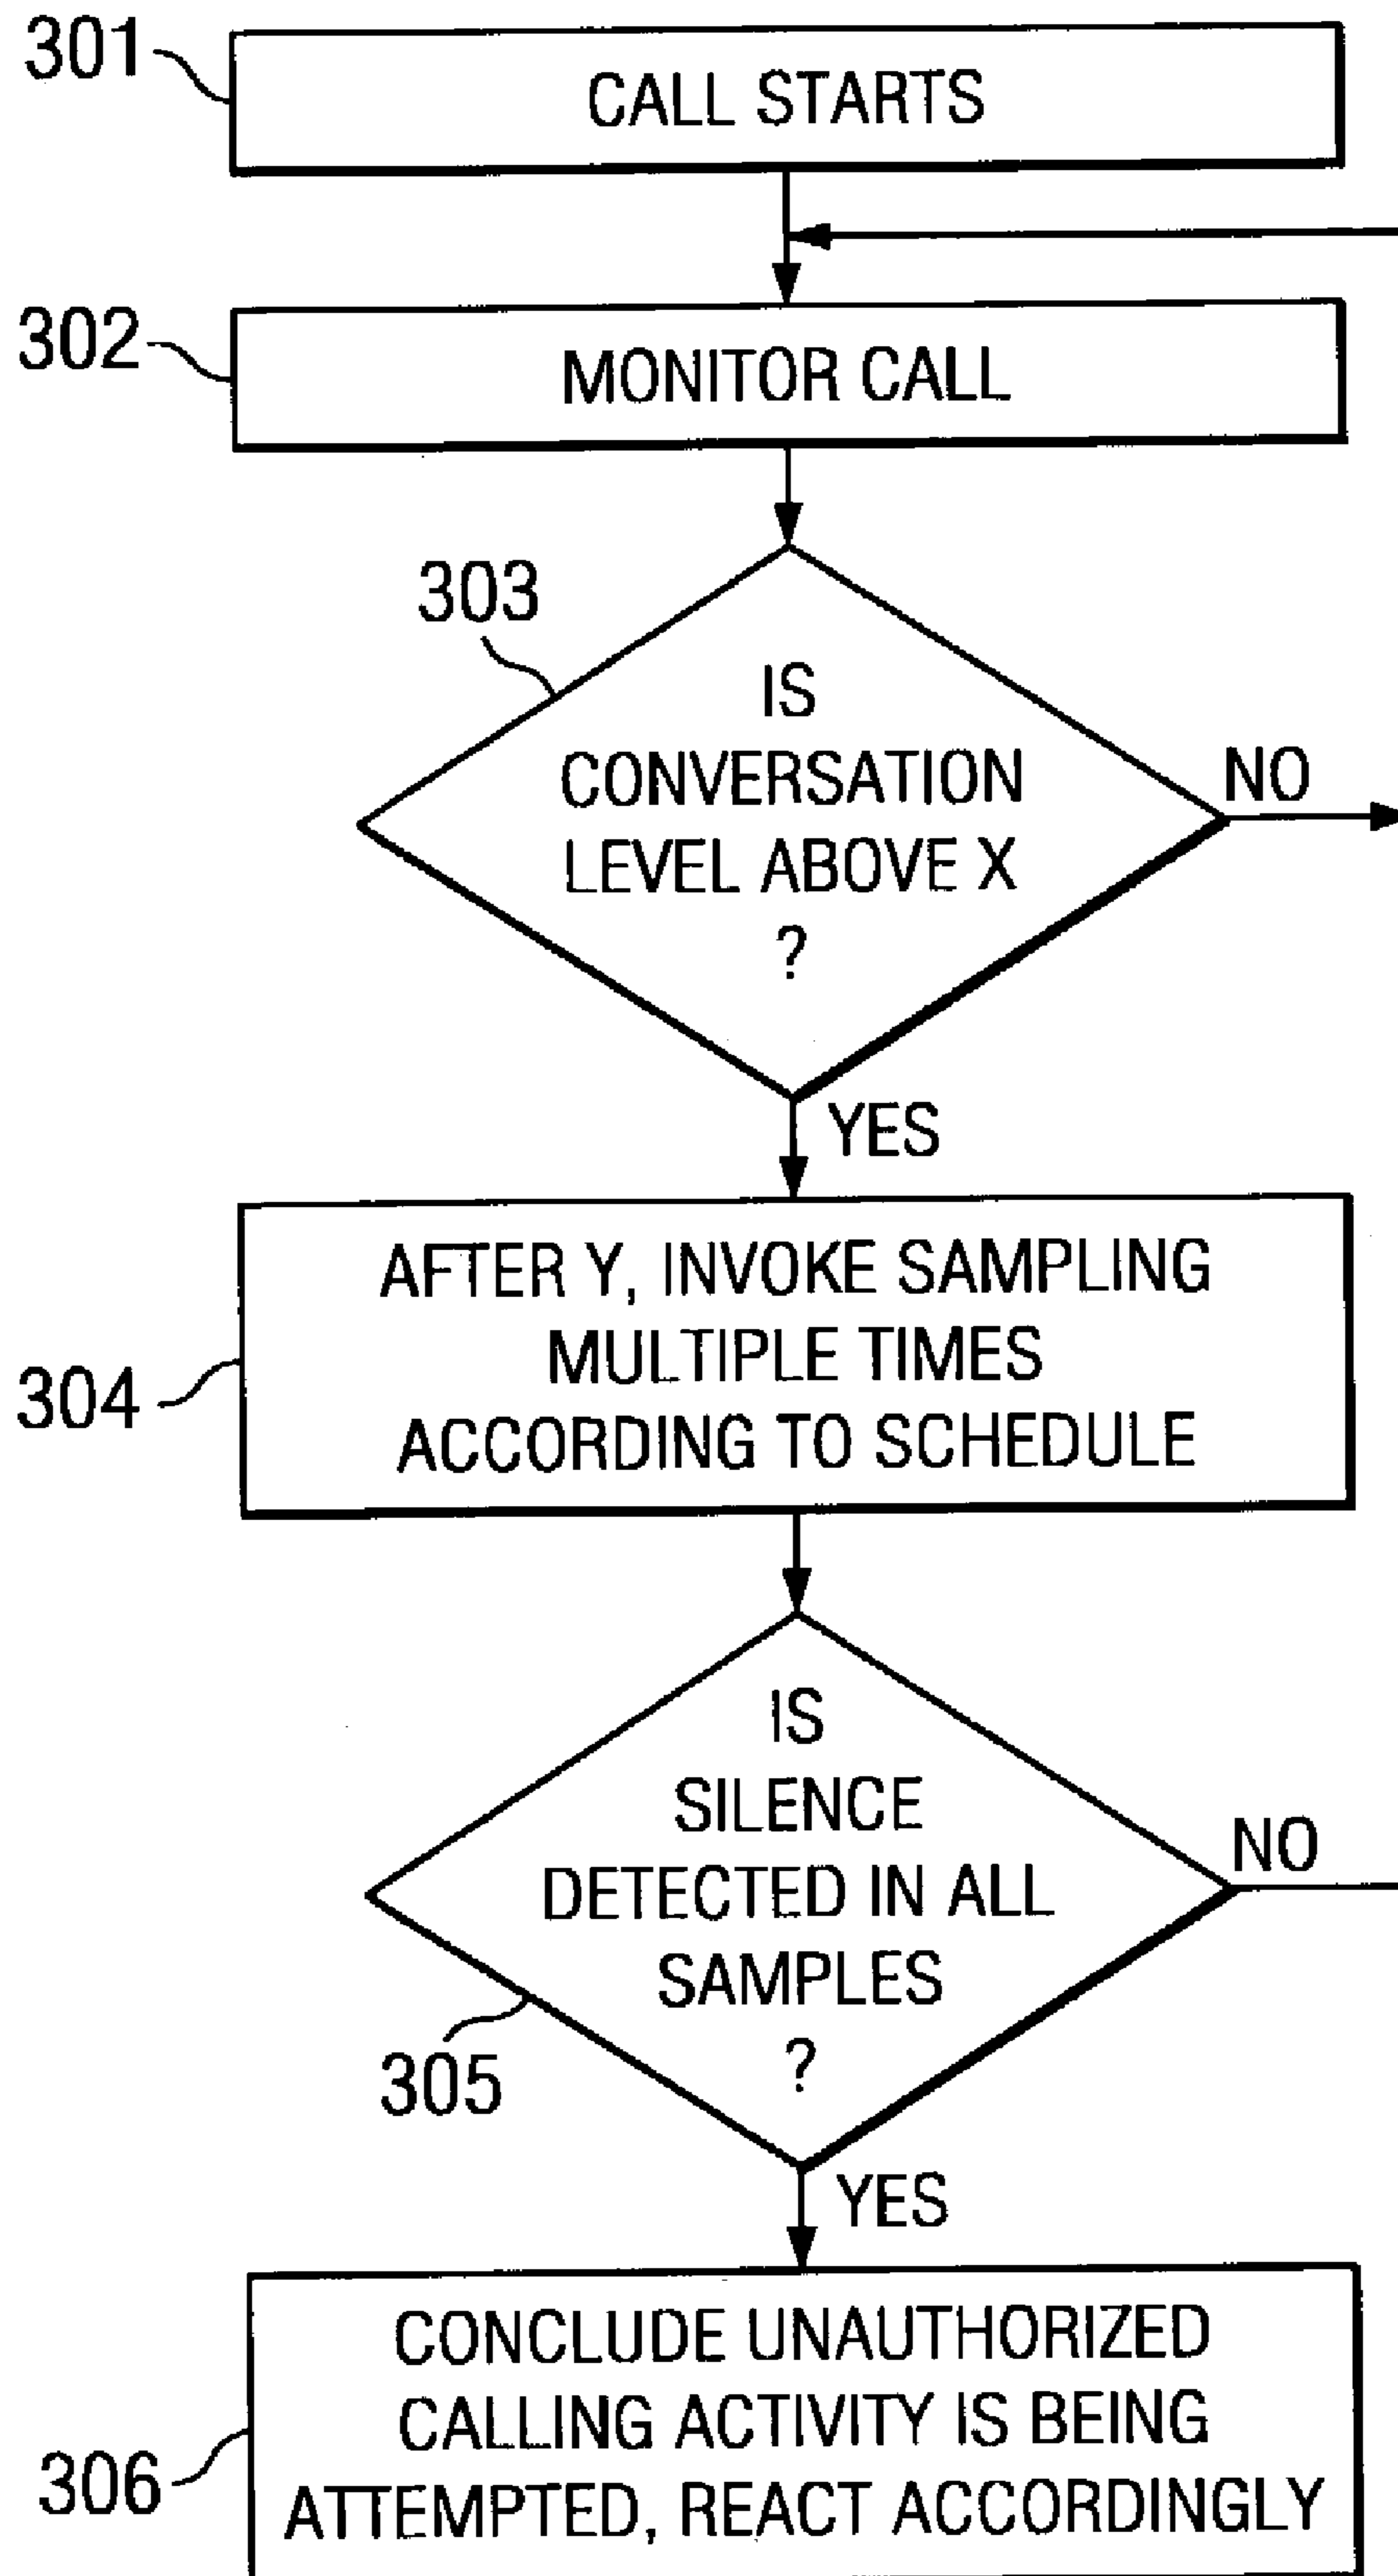 301
CALL STARTS
302
MONITOR CALL
303
IS
CONVERSATION
LEVEL ABOVE X
?
NO
YES
304
AFTER Y, INVOKE SAMPLING
MULTIPLE TIMES
ACCORDING TO SCHEDULE
IS
SILENCE
DETECTED IN ALL
SAMPLES
?
NO
305
YES
306
CONCLUDE UNAUTHORIZED
CALLING ACTIVITY IS BEING
ATTEMPTED, REACT ACCORDINGLY